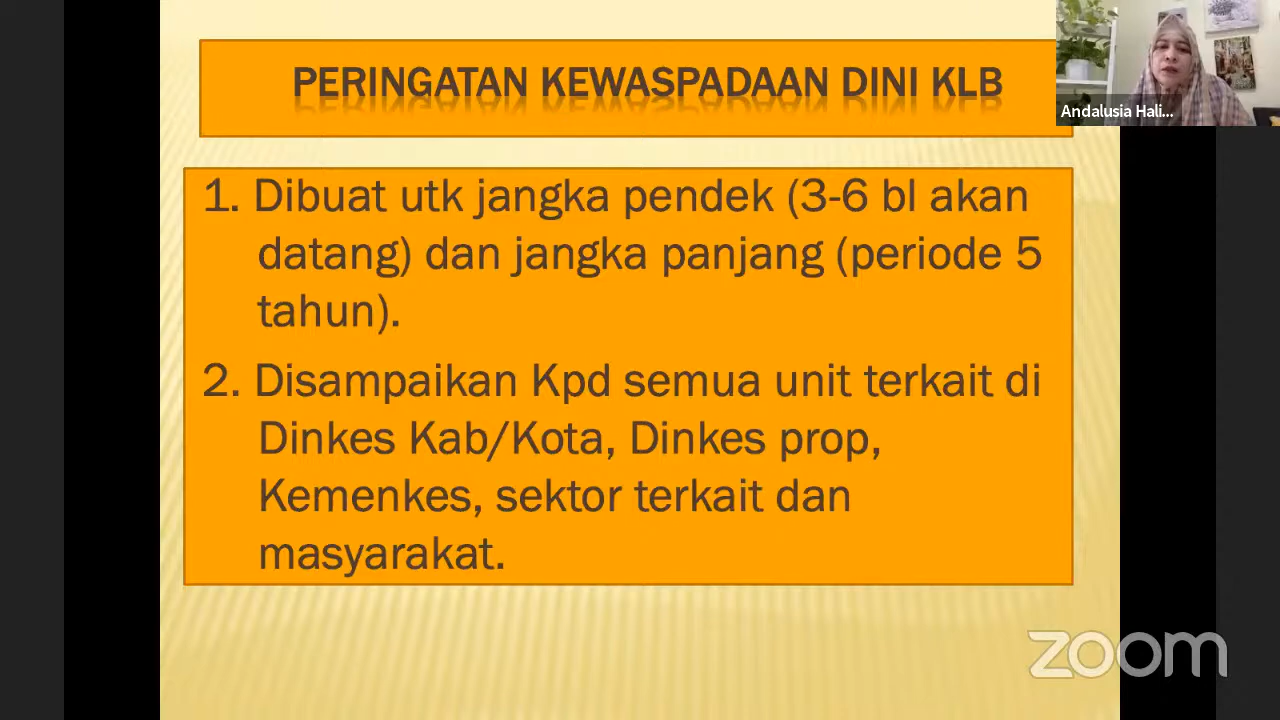 PERINGATAN KEWASPADAAN DINI KLB
Andalusia Hali...
1. Dibuat utk jangka pendek (3-6 bl akan
datang) dan jangka panjang (periode 5
tahun).
2. Disampaikan Kpd semua unit terkait di
Dinkes Kab/Kota, Dinkes prop,
Kemenkes, sektor terkait dan
masyarakat.
zoom